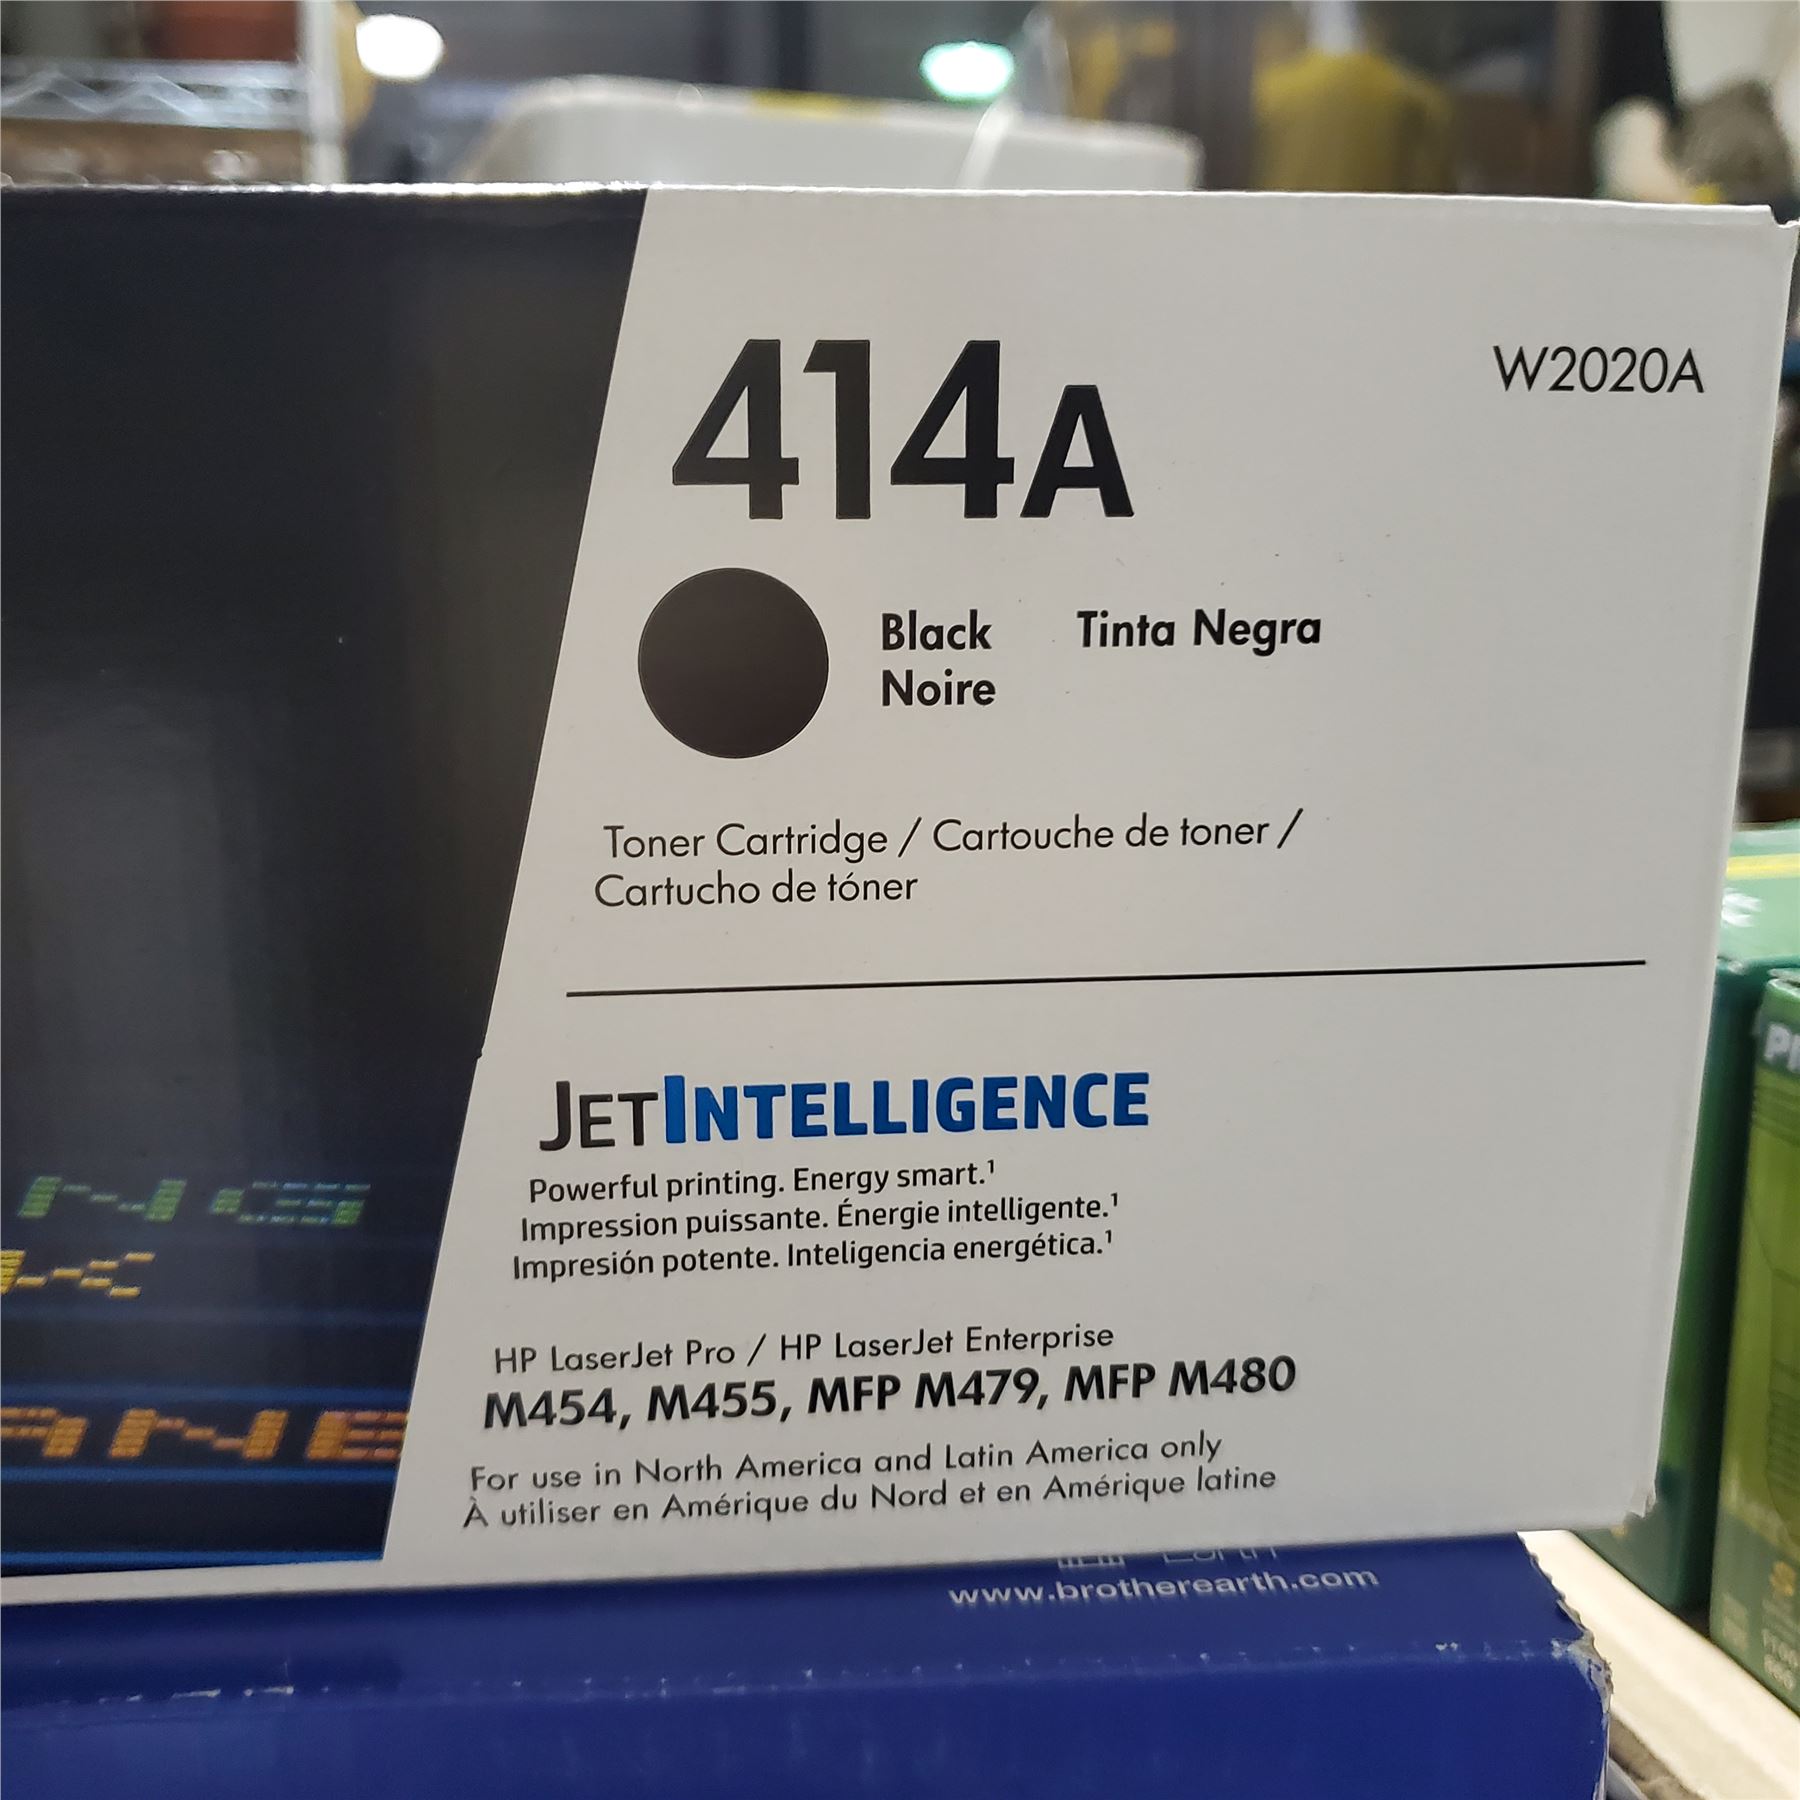 414A
W2020A
Black
Noire
Tinta Negra
Toner Cartridge / Cartouche de toner /
Cartucho de tóner
JETINTELLIGENCE
Powerful printing. Energy smart.¹
Impression puissante. Énergie intelligente.¹
Impresión potente. Inteligencia energética.¹
HP LaserJet Pro / HP LaserJet Enterprise
M454, M455, MFP M479, MFP M480
For use in North America and Latin America only
À utiliser en Amérique du Nord et en Amérique latine
www.brotherearth.com